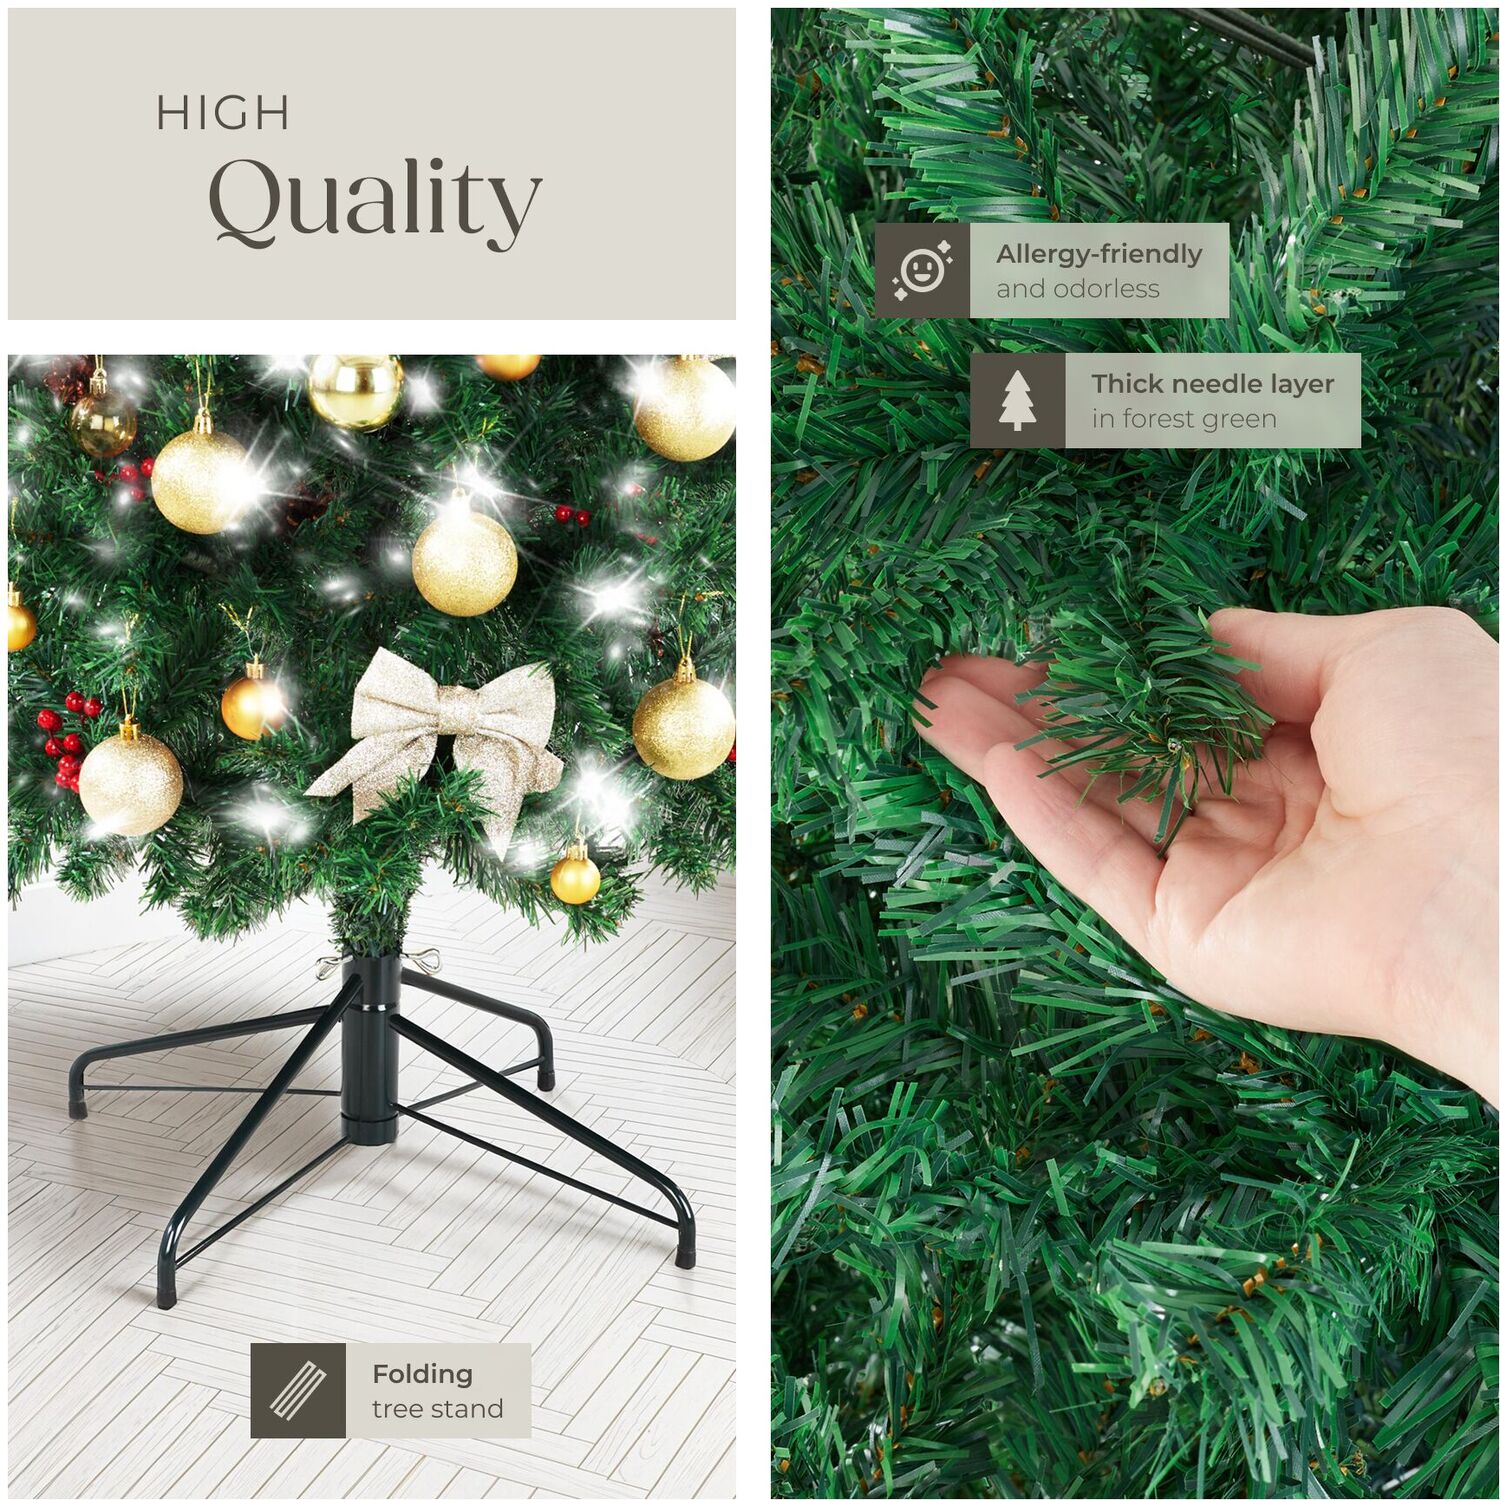 HIGH
Quality
Allergy-friendly
and odorless
Thick needle layer
in forest green
Folding
tree stand